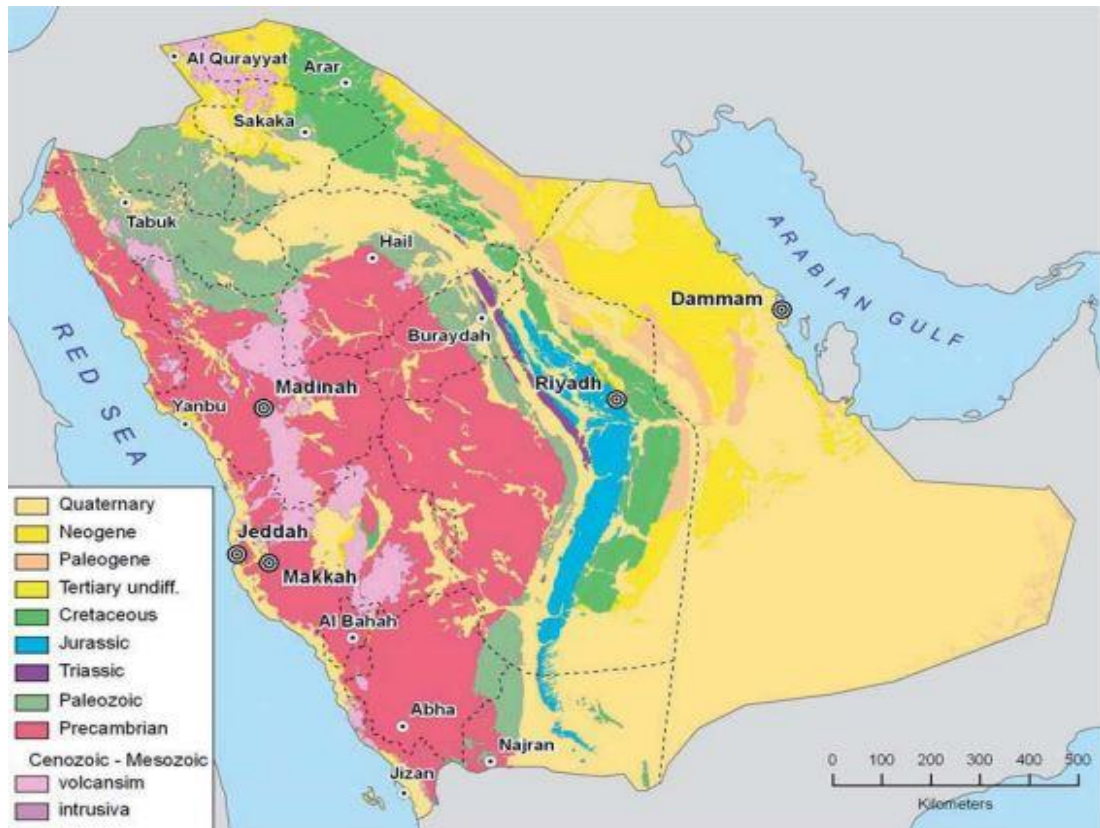 Al Qurayyat
Arar
Sakaka
Tabuk
Hail
Dammam
ARABIAN GULF
Buraydah
Riyadh
Madinah
Yanbu
RED SEA
Quaternary
Neogene
Jeddah
Paleogene
Makkah
Tertiary undiff.
Cretaceous
Al Bahah
Jurassic
Triassic
Paleozoic
Abha
Precambrian
Najran
Cenozoic - Mesozoic
volcansim
Jizan
intrusiva
0 100 200 300 400 500
Kilometers